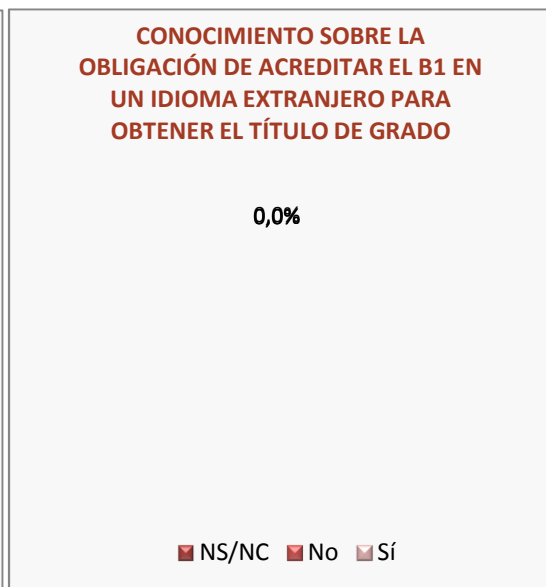 CONOCIMIENTO SOBRE LA
OBLIGACIÓN DE ACREDITAR EL B1 EN
UN IDIOMA EXTRANJERO PARA
OBTENER EL TÍTULO DE GRADO
0,0%
NS/NC No Sí